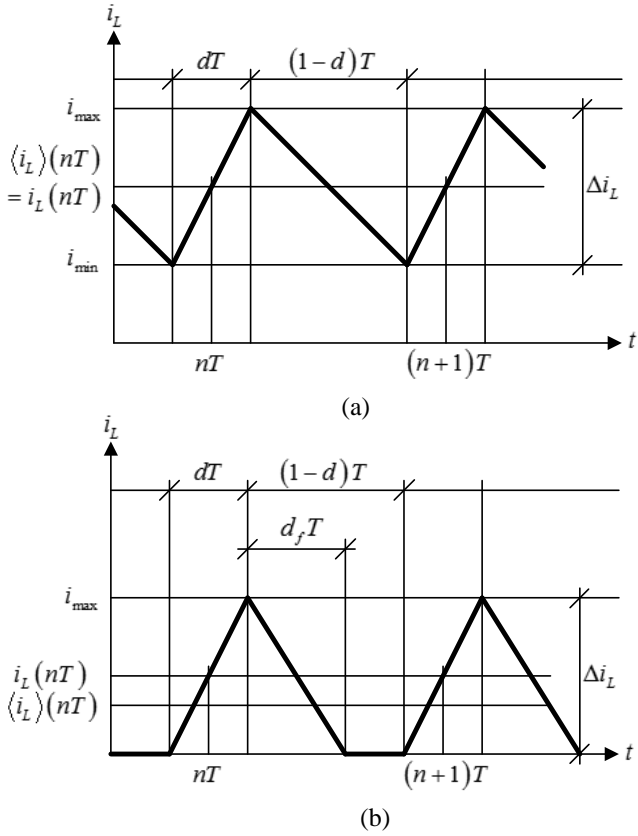 i_L
dT (1−d)T
i_max
⟨i_L⟩(nT)
= i_L(nT)
Δi_L
i_min
t
nT (n+1)T
(a)
i_L
dT (1−d)T
d_f T
i_max
i_L(nT)
Δi_L
⟨i_L⟩(nT)
t
nT (n+1)T
(b)